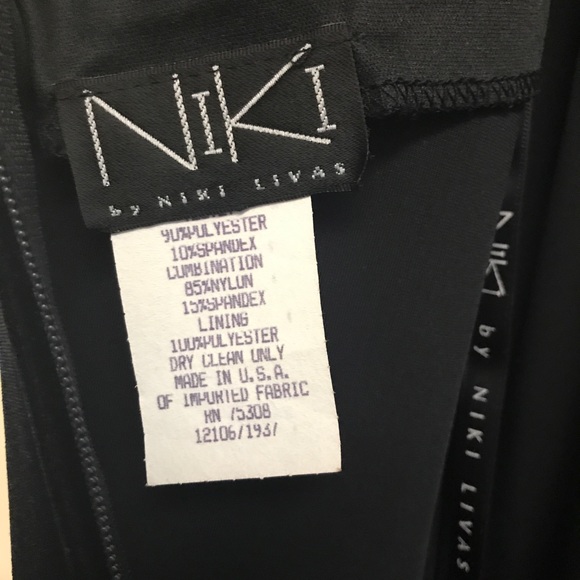 NIKI
by NIKI LIVAS
90%POLYESTER
10%SPANDEX
COMBINATION
85%NYLON
15%SPANDEX
LINING
100%POLYESTER
DRY CLEAN ONLY
MADE IN U.S.A.
OF IMPORTED FABRIC
RN 75308
12106/1937
NIKI by NIKI LIVAS